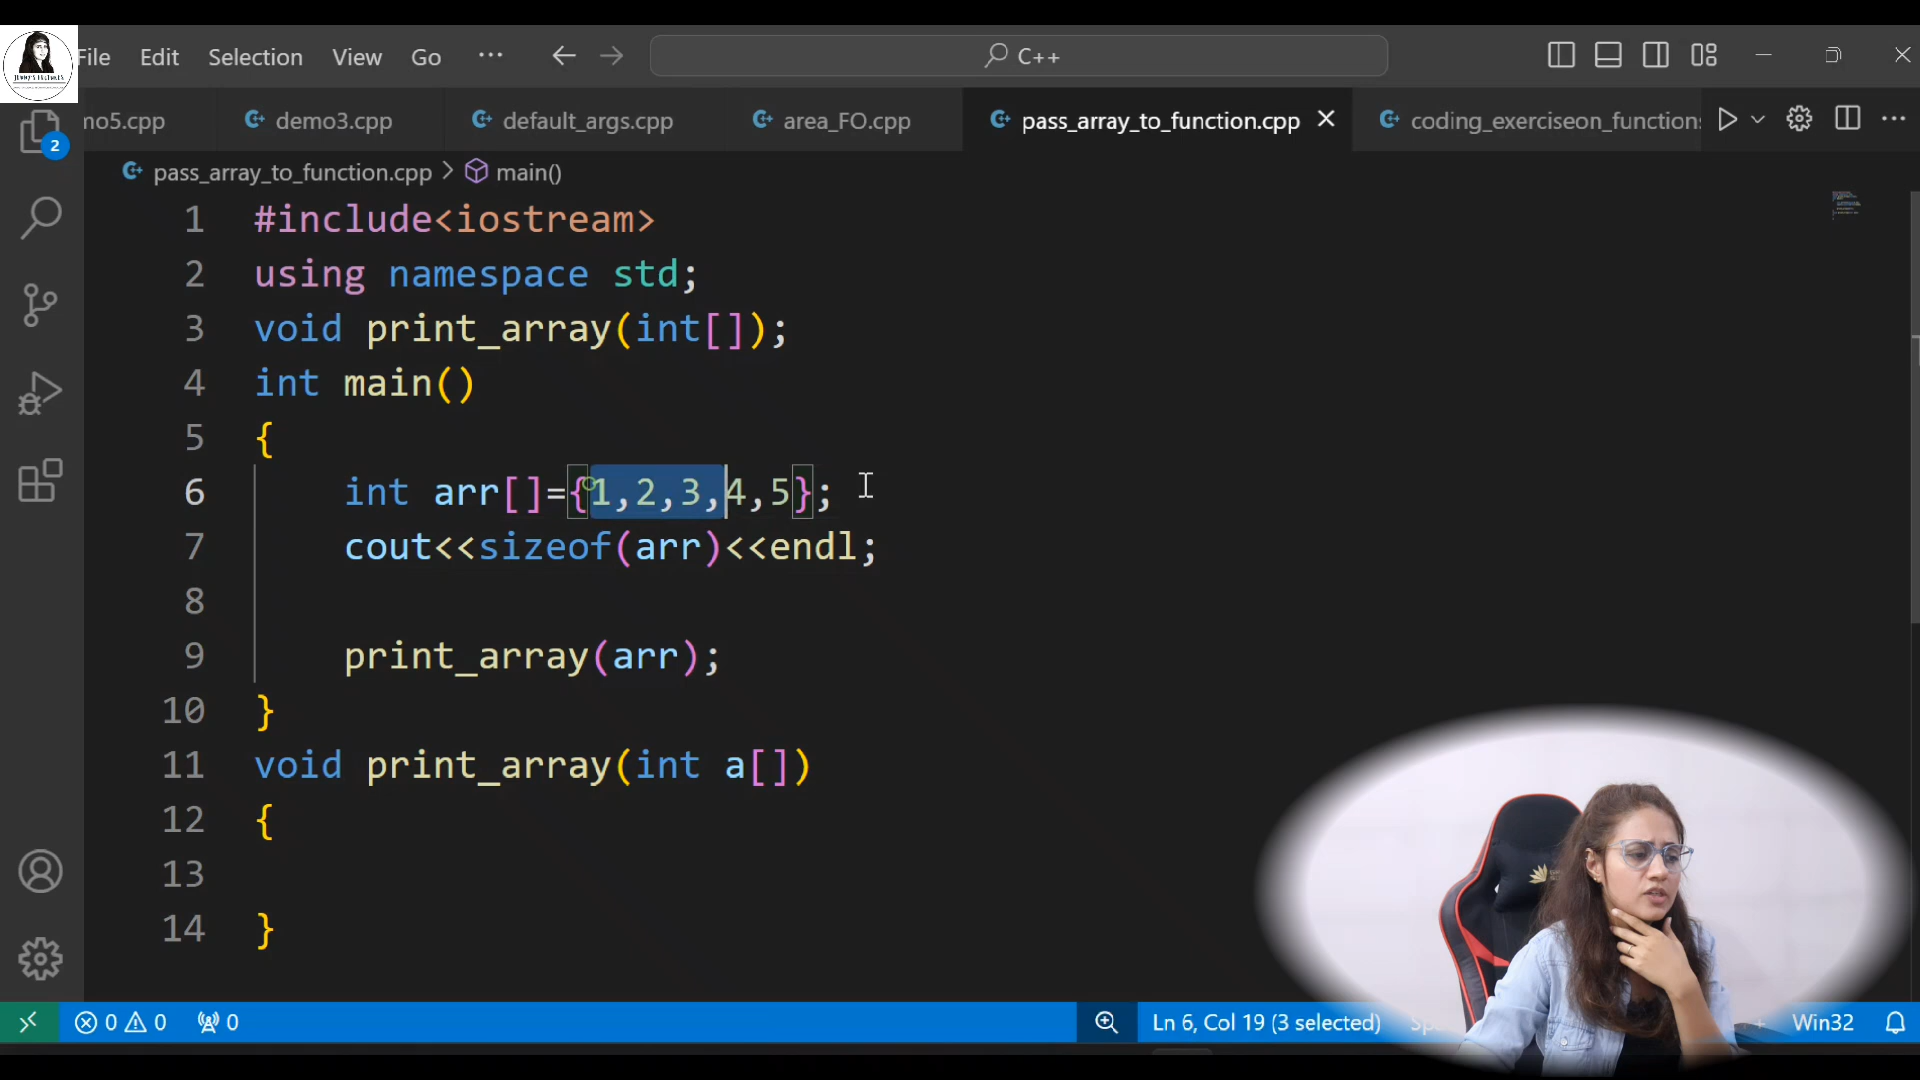 File Edit Selection View Go ··· C++
mo5.cpp demo3.cpp default_args.cpp area_FO.cpp pass_array_to_function.cpp coding_exerciseon_functions
2
pass_array_to_function.cpp > main()
1 #include<iostream>
2 using namespace std;
3 void print_array(int[]);
4 int main()
5 {
6 int arr[]={1,2,3,4,5};
7 cout<<sizeof(arr)<<endl;
8
9 print_array(arr);
10 }
11 void print_array(int a[])
12 {
13
14 }
0 0 0 Ln 6, Col 19 (3 selected) Win32